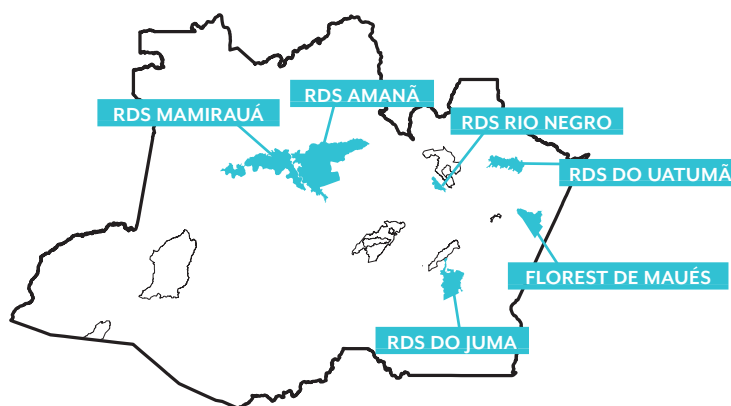 RDS AMANÃ
RDS MAMIRAUÁ
RDS RIO NEGRO
RDS DO UATUMÃ
FLOREST DE MAUÉS
RDS DO JUMA